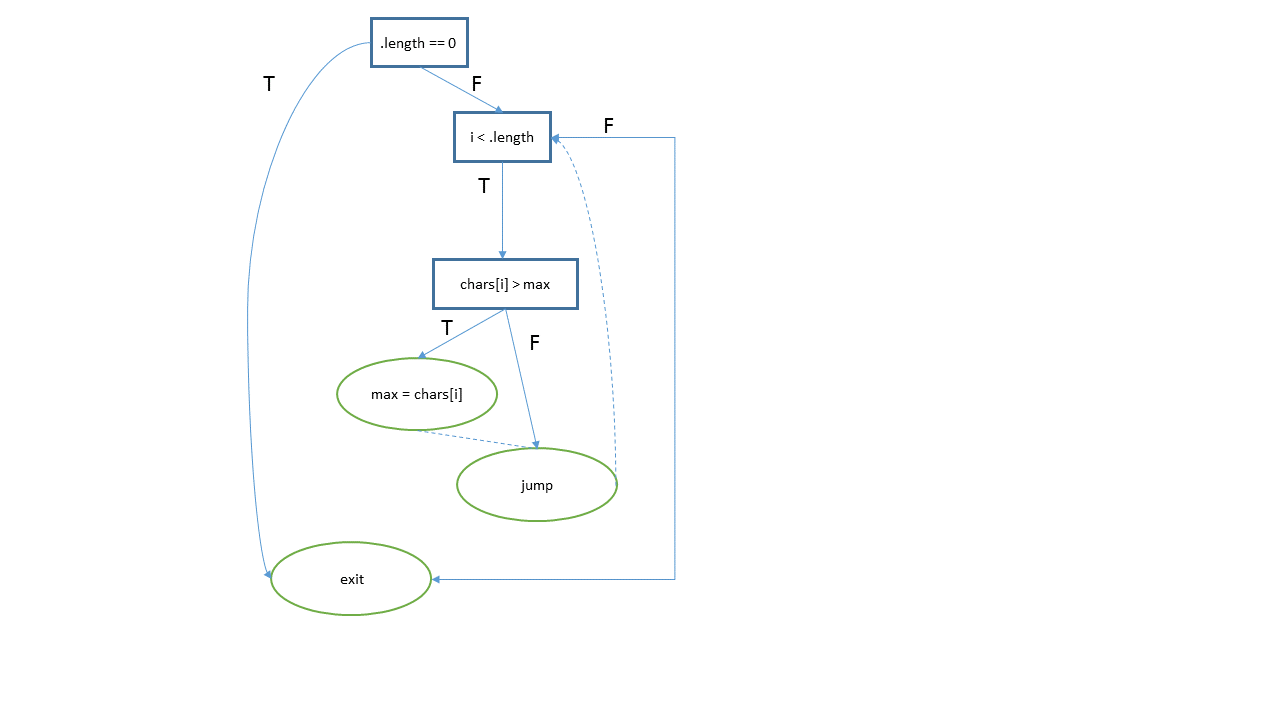 .length == 0
T
F
F
i < .length
T
chars[i] > max
T
F
max = chars[i]
jump
exit